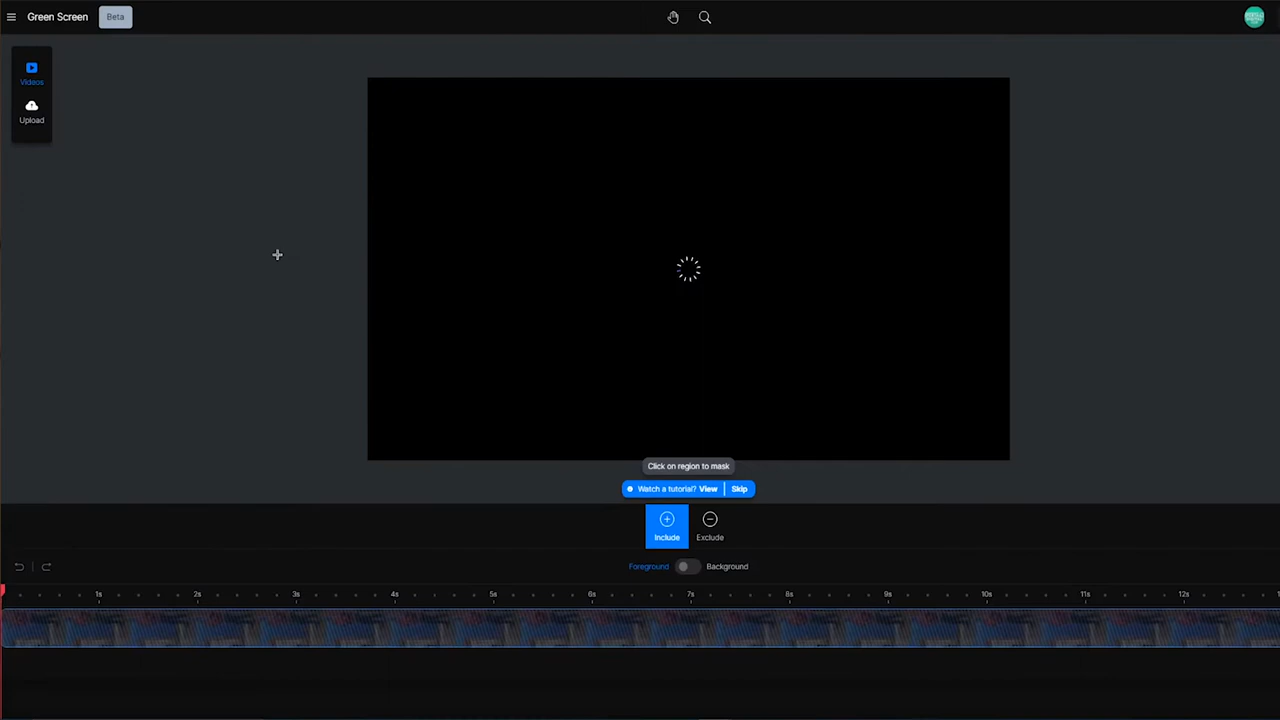 Green Screen Beta
Videos
Upload
Click on region to mask
Watch a tutorial? View Skip
Include Exclude
Foreground Background
1s 2s 3s 4s 5s 6s 7s 8s 9s 10s 11s 12s